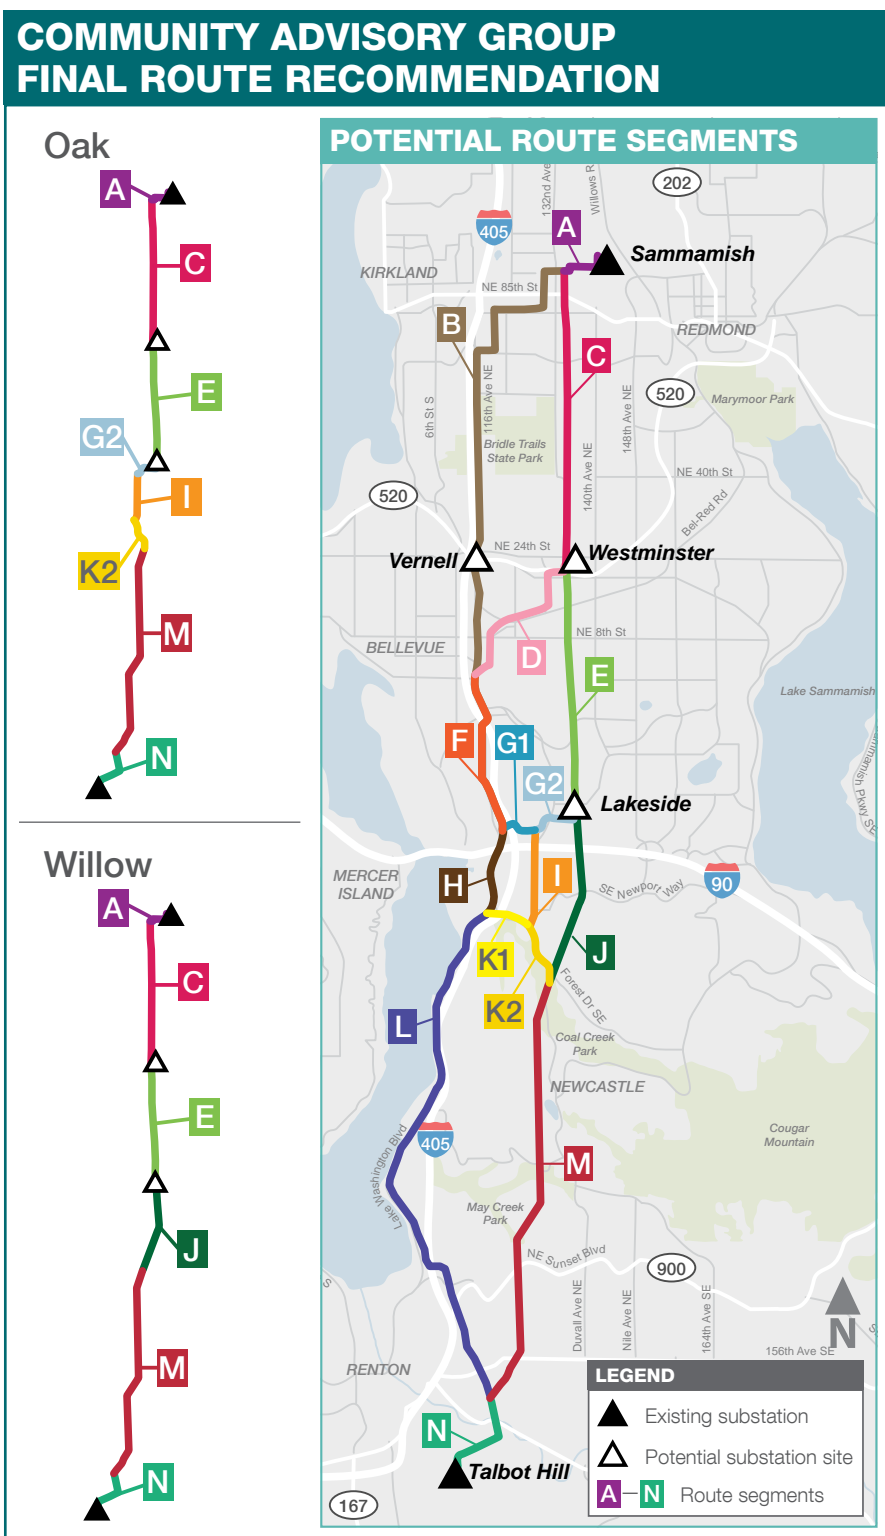 COMMUNITY ADVISORY GROUP
FINAL ROUTE RECOMMENDATION
Oak
A
C
E
G2
I
K2
M
N
Willow
A
C
E
J
M
N
POTENTIAL ROUTE SEGMENTS
202
132nd Ave
Willows R
405
A
Sammamish
KIRKLAND
NE 85th St
B
REDMOND
C
520
116th Ave NE
6th St S
148th Ave NE
Marymoor Park
Bridle Trails
State Park
140th Ave NE
NE 40th St
520
Bel-Red Rd
NE 24th St
Vernell
Westminster
NE 8th St
BELLEVUE
D
E
Lake Sammamish
F
G1
G2
Lakeside
MERCER
ISLAND
H
I
SE Newport Way
90
K1
J
K2
Forest Dr SE
L
Coal Creek
Park
NEWCASTLE
405
Lake Washington Blvd
Cougar
Mountain
M
May Creek
Park
NE Sunset Blvd
900
S
Duvall Ave NE
Nile Ave NE
164th Ave SE
N
156th Ave SE
RENTON
N
Talbot Hill
167
LEGEND
Existing substation
Potential substation site
A N Route segments